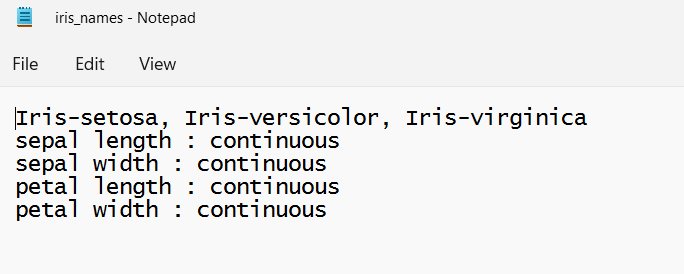 iris_names - Notepad
File Edit View
Iris-setosa, Iris-versicolor, Iris-virginica
sepal length : continuous
sepal width : continuous
petal length : continuous
petal width : continuous